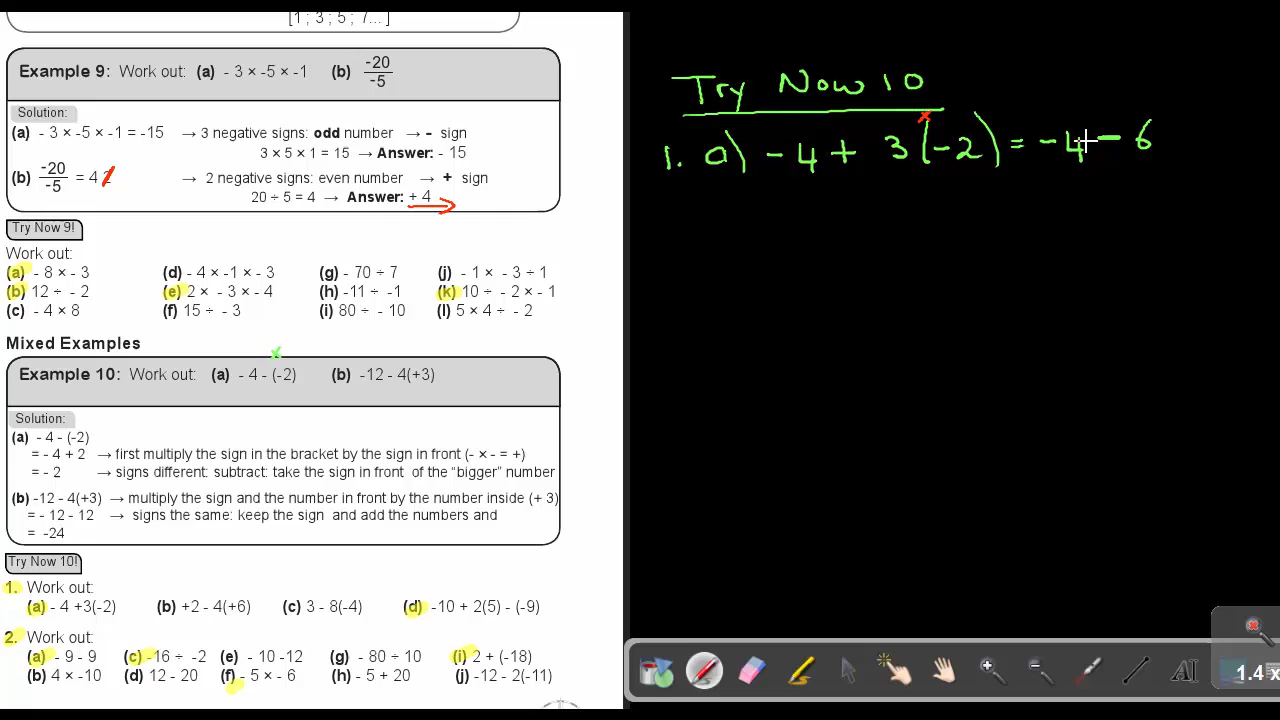 [1 ; 3 ; 5 ; 7... ]
Example 9: Work out: (a) - 3 × -5 × -1 (b) -20/-5
Solution:
(a) - 3 × -5 × -1 = -15 → 3 negative signs: odd number → - sign
3 × 5 × 1 = 15 → Answer: - 15
(b) -20/-5 = 4 → 2 negative signs: even number → + sign
20 ÷ 5 = 4 → Answer: + 4
Try Now 9!
Work out:
(a) - 8 × - 3 (d) - 4 × -1 × - 3 (g) - 70 ÷ 7 (j) - 1 × - 3 ÷ 1
(b) 12 ÷ - 2 (e) 2 × - 3 × - 4 (h) -11 ÷ -1 (k) 10 ÷ - 2 × - 1
(c) - 4 × 8 (f) 15 ÷ - 3 (i) 80 ÷ - 10 (l) 5 × 4 ÷ - 2
Mixed Examples
x
Example 10: Work out: (a) - 4 - (-2) (b) -12 - 4(+3)
Solution:
(a) - 4 - (-2)
= - 4 + 2 → first multiply the sign in the bracket by the sign in front (- × - = +)
= - 2 → signs different: subtract: take the sign in front of the "bigger" number
(b) -12 - 4(+3) → multiply the sign and the number in front by the number inside (+ 3)
= - 12 - 12 → signs the same: keep the sign and add the numbers and
= -24
Try Now 10!
1. Work out:
(a) - 4 +3(-2) (b) +2 - 4(+6) (c) 3 - 8(-4) (d) -10 + 2(5) - (-9)
2. Work out:
(a) - 9 - 9 (c) -16 ÷ -2 (e) - 10 -12 (g) - 80 ÷ 10 (i) 2 + (-18)
(b) 4 × -10 (d) 12 - 20 (f) - 5 × - 6 (h) - 5 + 20 (j) -12 - 2(-11)
Try Now 10
x
1. a) - 4 + 3 (-2) = -4 - 6
AI
1.4 x